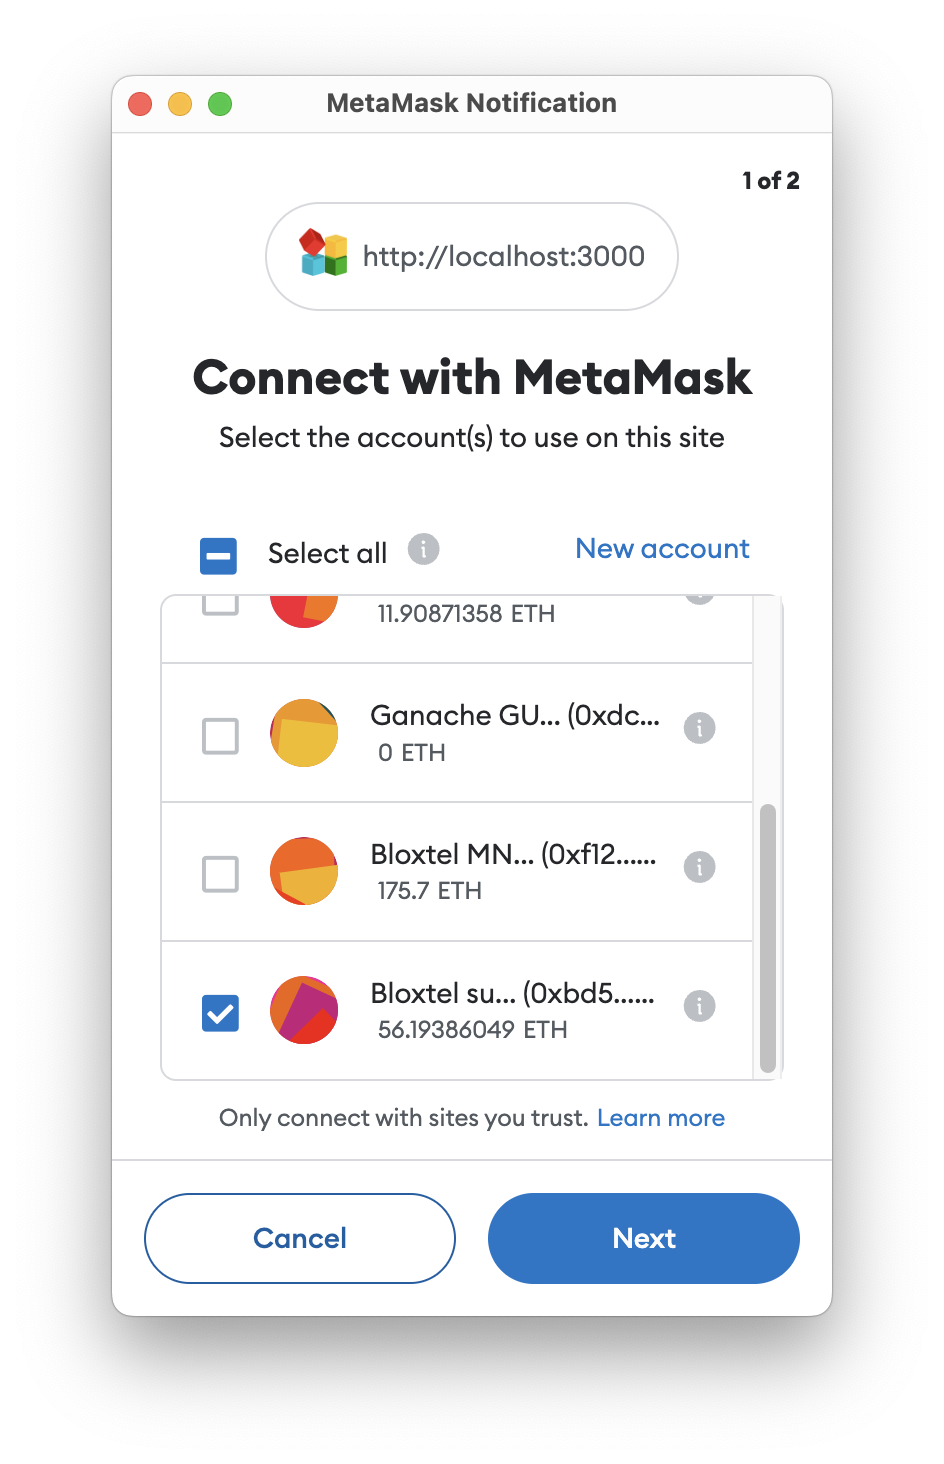 MetaMask Notification
1 of 2
http://localhost:3000
Connect with MetaMask
Select the account(s) to use on this site
Select all
New account
11.90871358 ETH
Ganache GU... (0xdc...
0 ETH
Bloxtel MN... (0xf12......
175.7 ETH
Bloxtel su... (0xbd5......
56.19386049 ETH
Only connect with sites you trust. Learn more
Cancel
Next